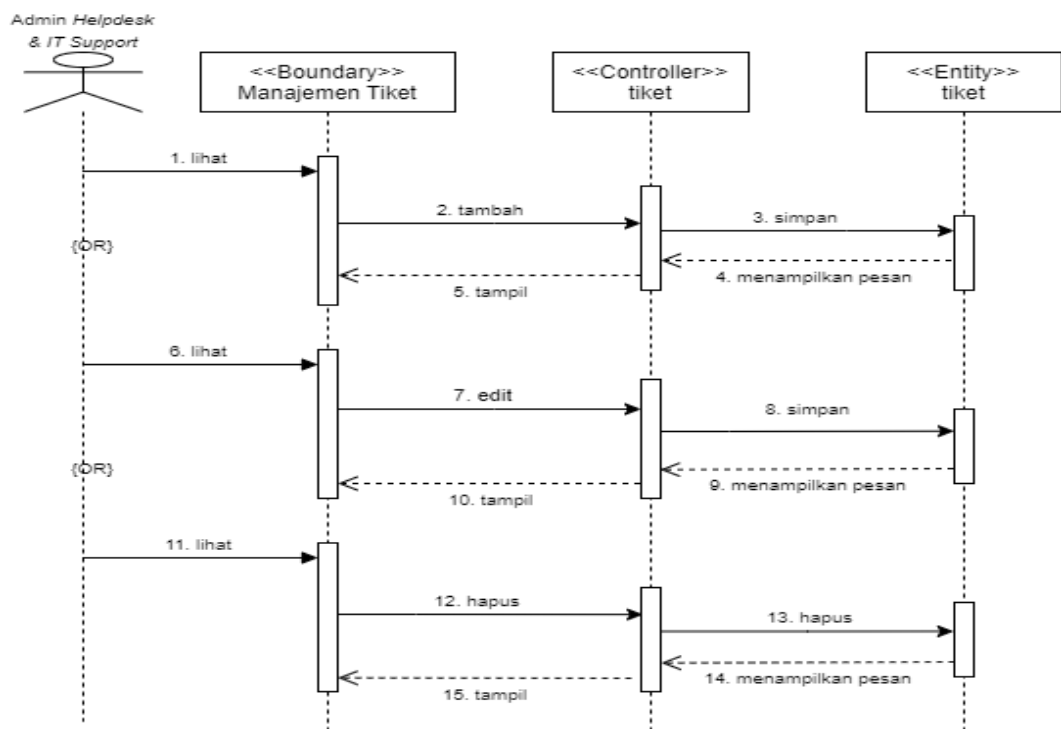 Admin Helpdesk
& IT Support
<<Boundary>>
Manajemen Tiket
<<Controller>>
tiket
<<Entity>>
tiket
1. lihat
2. tambah
3. simpan
{OR}
4. menampilkan pesan
5. tampil
6. lihat
7. edit
8. simpan
{OR}
9. menampilkan pesan
10. tampil
11. lihat
12. hapus
13. hapus
14. menampilkan pesan
15. tampil